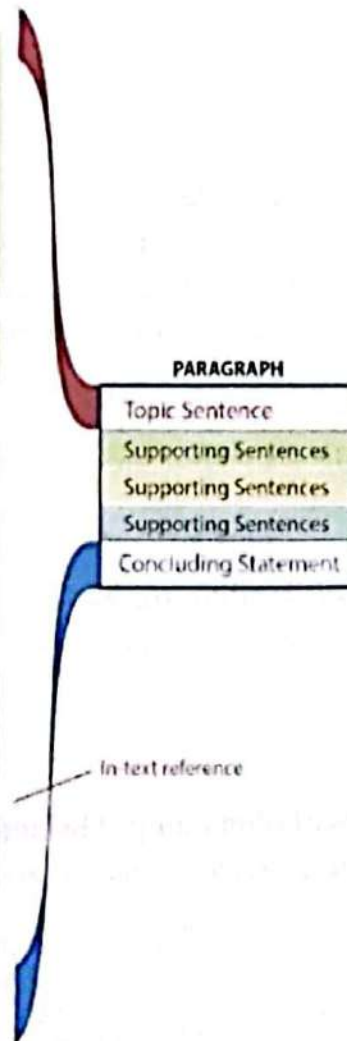 PARAGRAPH
Topic Sentence
Supporting Sentences
Supporting Sentences
Supporting Sentences
Concluding Statement
In-text reference